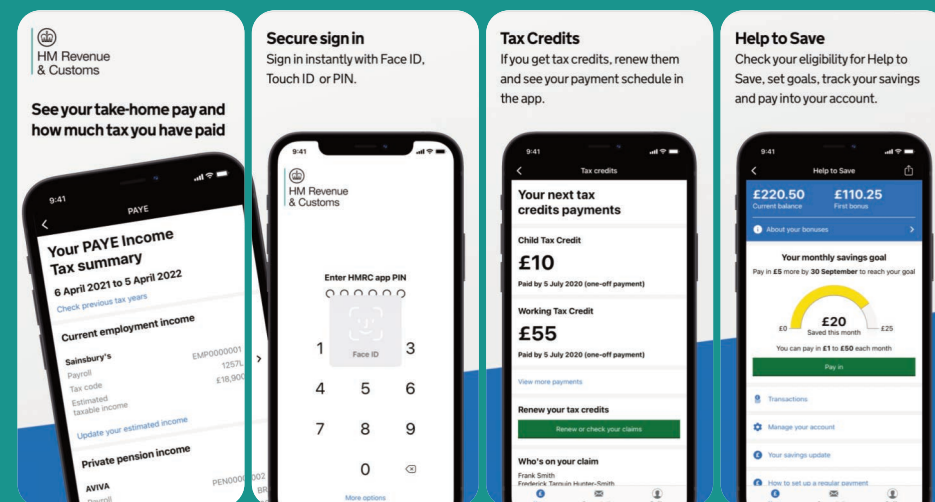 HM Revenue
& Customs
See your take-home pay and
how much tax you have paid
9:41
PAYE
Your PAYE Income
Tax summary
6 April 2021 to 5 April 2022
Check previous tax years
Current employment income
Sainsbury's
Payroll EMP0000001
Tax code 1257L
Estimated
taxable income £18,900
Update your estimated income
Private pension income
AVIVA
Payroll PEN0000002
BR
Secure sign in
Sign in instantly with Face ID,
Touch ID or PIN.
9:41
HM Revenue
& Customs
Enter HMRC app PIN
Face ID
1 3
4 5 6
7 8 9
0
More options
Tax Credits
If you get tax credits, renew them
and see your payment schedule in
the app.
9:41
Tax credits
Your next tax
credits payments
Child Tax Credit
£10
Paid by 5 July 2020 (one-off payment)
Working Tax Credit
£55
Paid by 5 July 2020 (one-off payment)
View more payments
Renew your tax credits
Renew or check your claims
Who's on your claim
Frank Smith
Frederick Tarquin Hunter-Smith
Help to Save
Check your eligibility for Help to
Save, set goals, track your savings
and pay into your account.
9:41
Help to Save
£220.50 £110.25
Current balance First bonus
About your bonuses
Your monthly savings goal
Pay in £5 more by 30 September to reach your goal
£0 £20 £25
Saved this month
You can pay in £1 to £50 each month
Pay in
Transactions
Manage your account
Your savings update
How to set up a regular payment